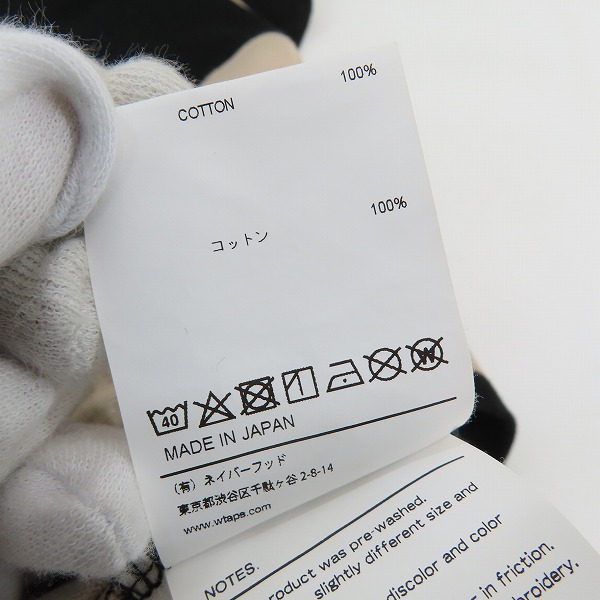 COTTON 100%
コットン 100%
40
W
MADE IN JAPAN
(有) ネイバーフッド
東京都渋谷区千駄ヶ谷 2-8-14
www.wtaps.com
NOTES.
product was pre-washed.
slightly different size and
discolor and color
in friction.